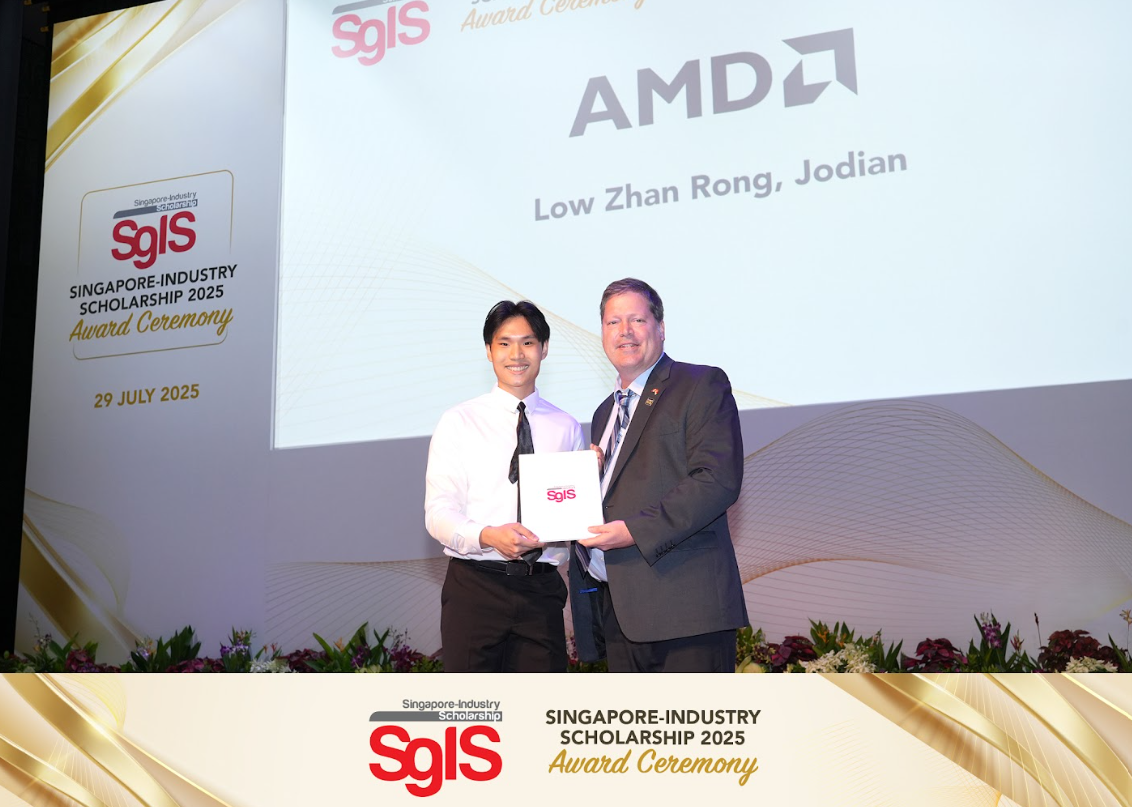 SgIS
Award Ceremony
AMD
Low Zhan Rong, Jodian
Singapore-Industry
Scholarship
SgIS
SINGAPORE-INDUSTRY
SCHOLARSHIP 2025
Award Ceremony
29 JULY 2025
SgIS
Singapore-Industry
Scholarship
SgIS
SINGAPORE-INDUSTRY
SCHOLARSHIP 2025
Award Ceremony